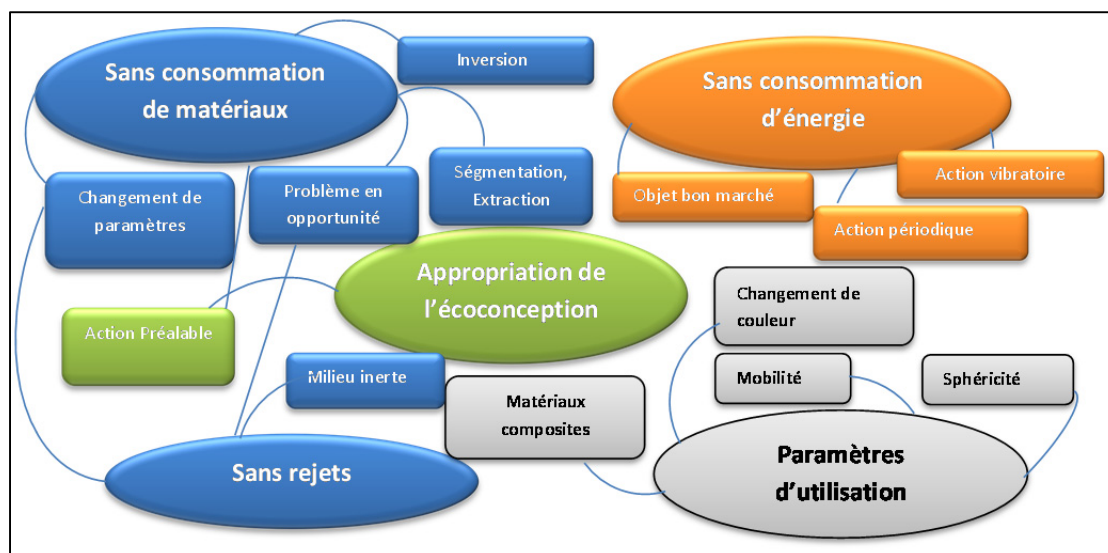 Sans consommation
de matériaux
Inversion
Sans consommation
d'énergie
Changement de
paramètres
Problème en
opportunité
Ségmentation,
Extraction
Objet bon marché
Action vibratoire
Action périodique
Appropriation de
l'écoconception
Action Préalable
Changement de
couleur
Milieu inerte
Matériaux
composites
Mobilité
Sphéricité
Sans rejets
Paramètres
d'utilisation